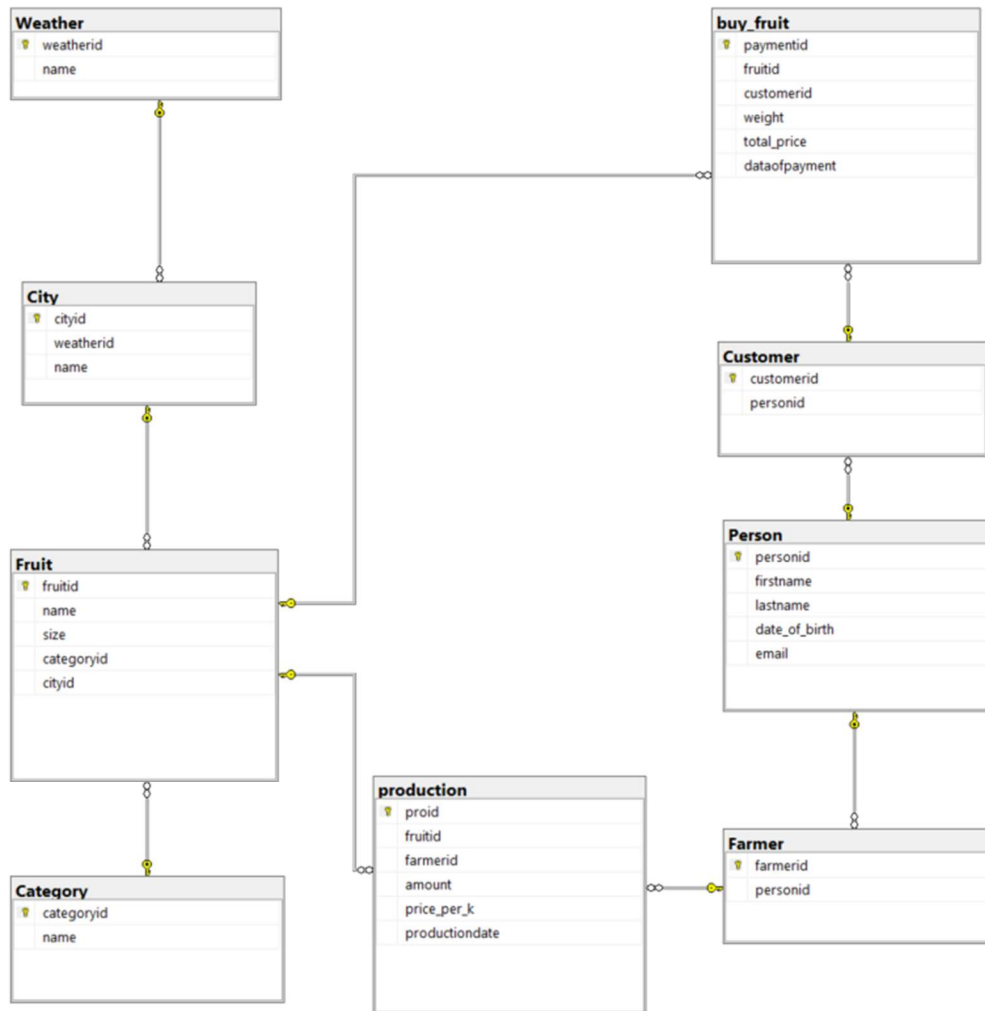 Weather
weatherid
name
buy_fruit
paymentid
fruitid
customerid
weight
total_price
dataofpayment
City
cityid
weatherid
name
Customer
customerid
personid
Fruit
fruitid
name
size
categoryid
cityid
Person
personid
firstname
lastname
date_of_birth
email
production
proid
fruitid
farmerid
amount
price_per_k
productiondate
Farmer
farmerid
personid
Category
categoryid
name